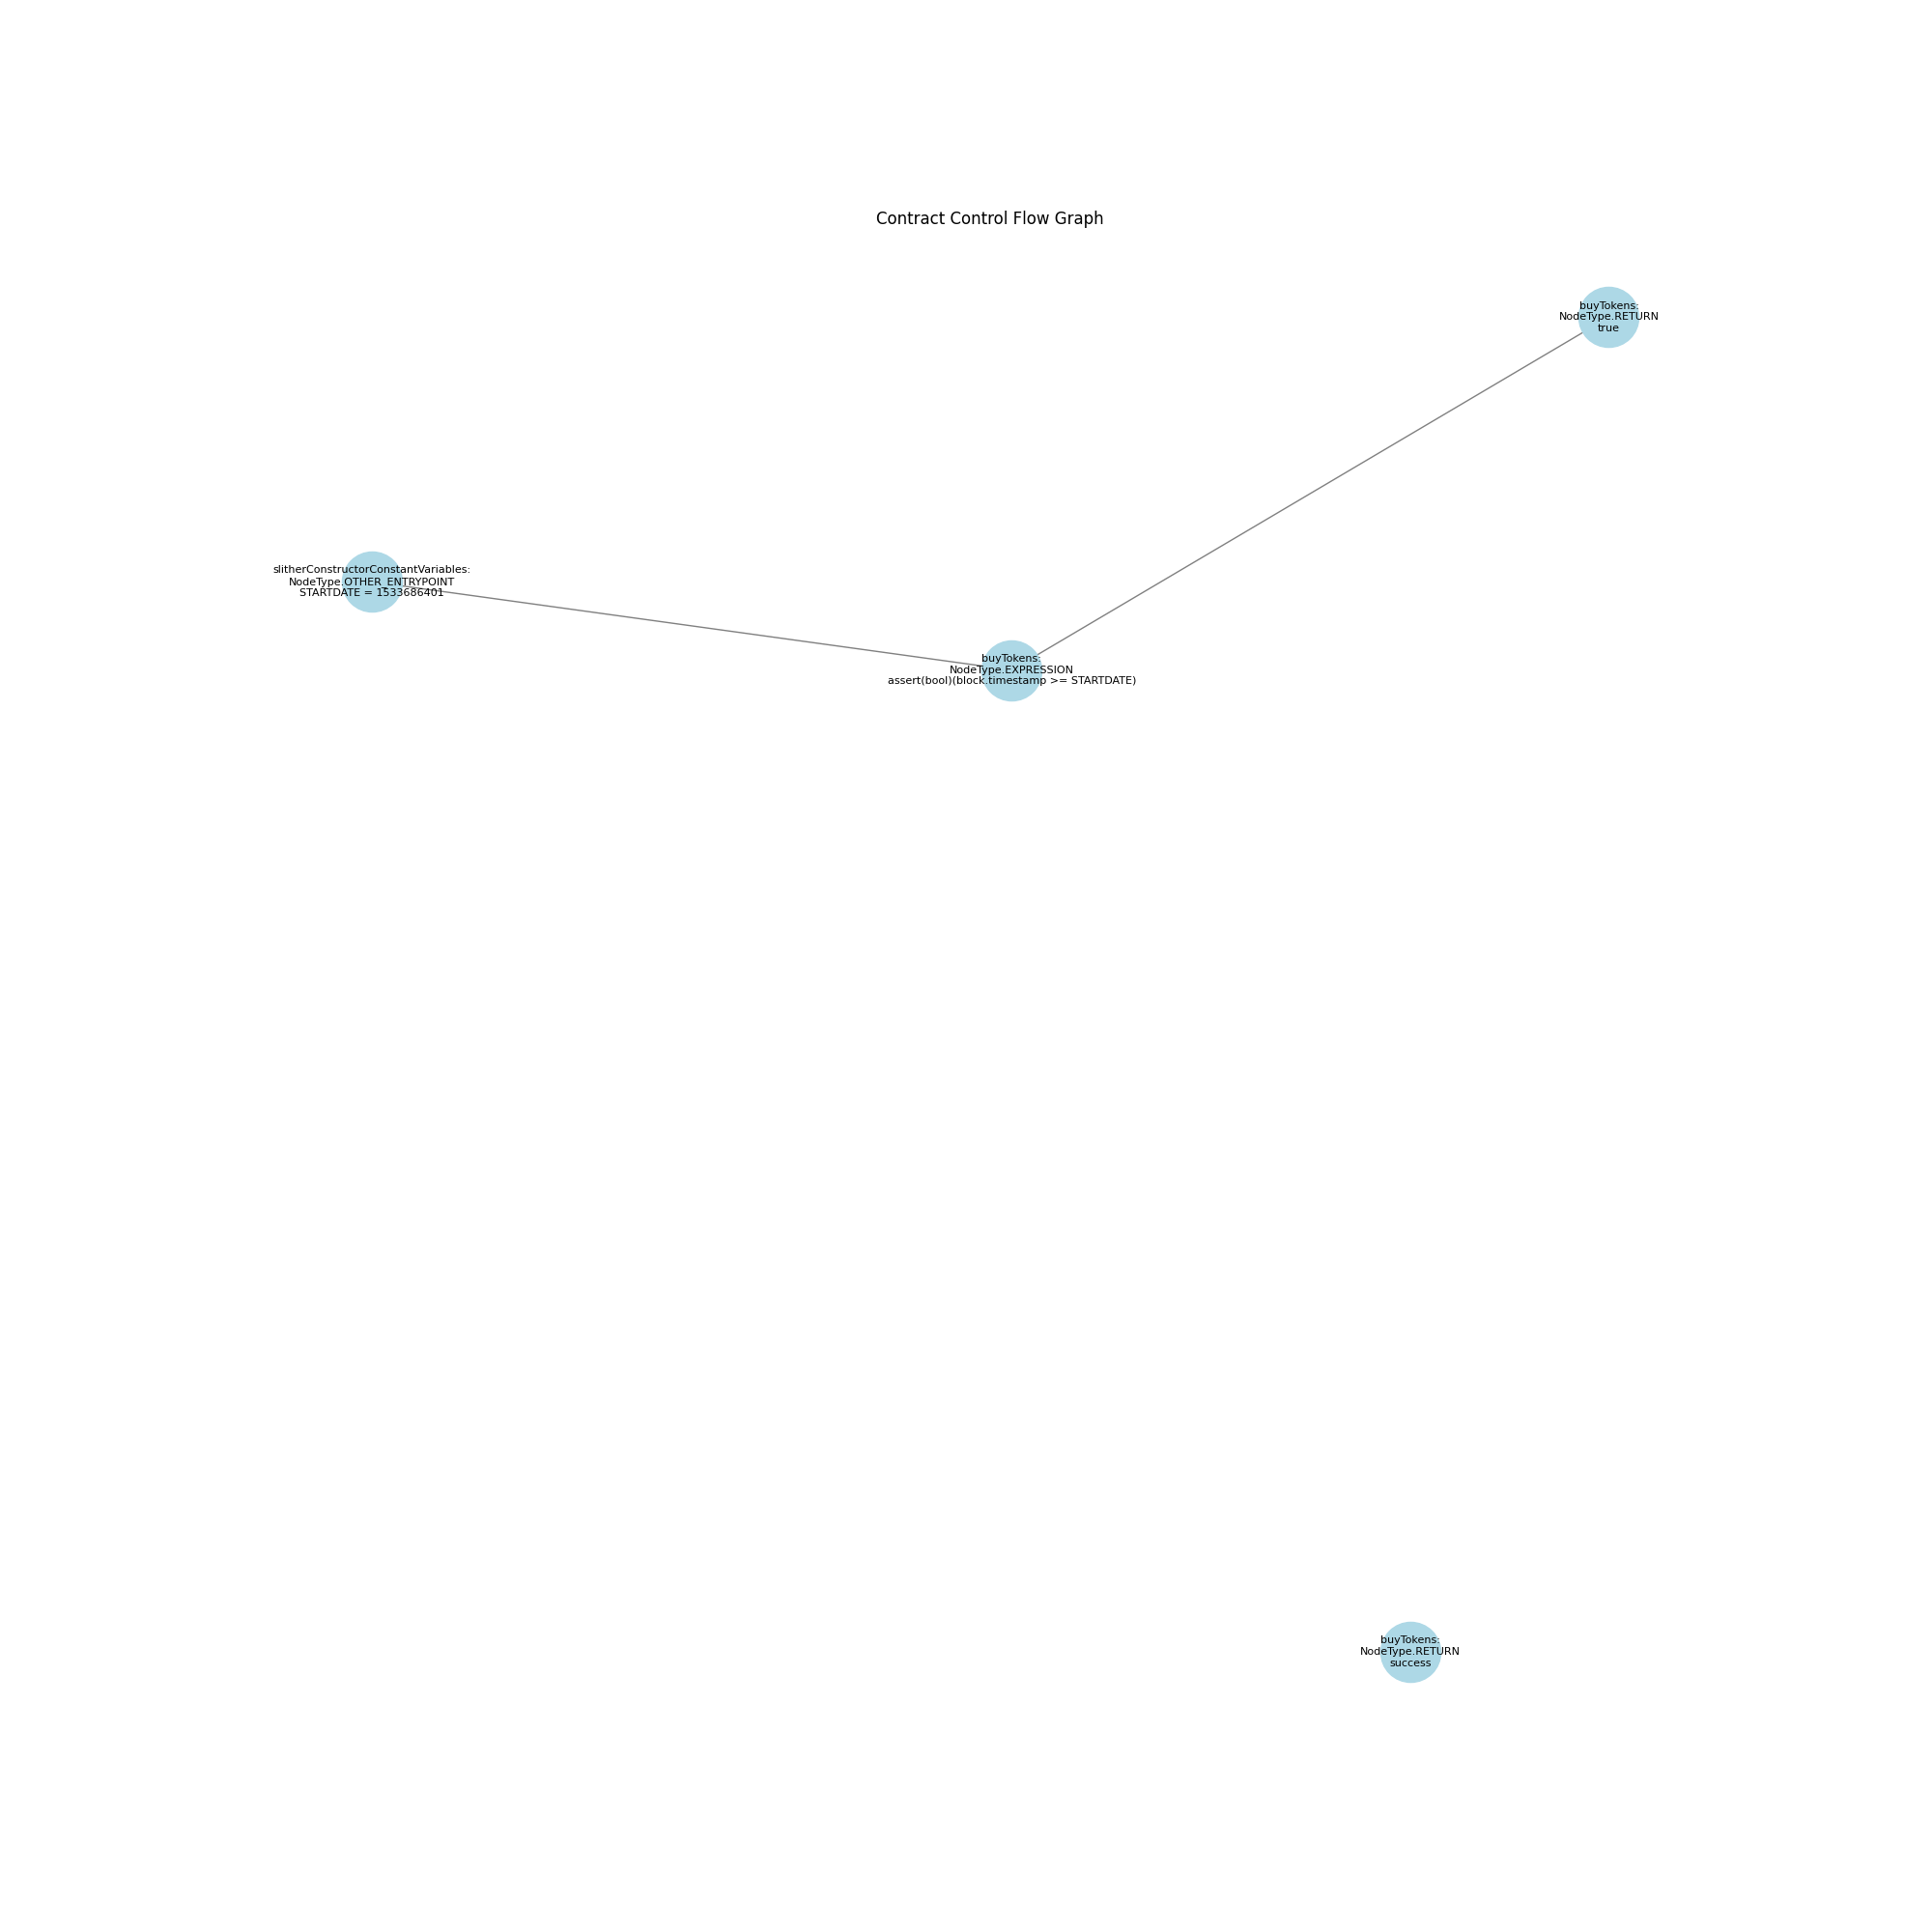 Contract Control Flow Graph
buyTokens:
NodeType.RETURN
true
slitherConstructorConstantVariables:
NodeType.OTHER_ENTRYPOINT
STARTDATE = 1533686401
buyTokens:
NodeType.EXPRESSION
assert(bool)(block.timestamp >= STARTDATE)
buyTokens:
NodeType.RETURN
success